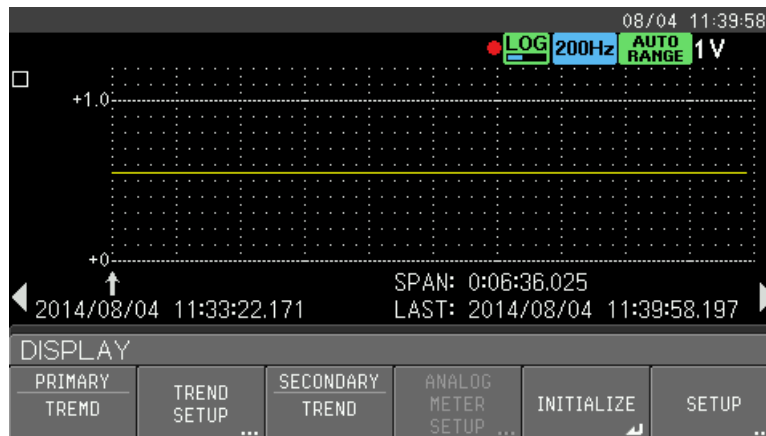 08/04 11:39:58
LOG 200Hz AUTO RANGE 1V
+1.0
+0
SPAN: 0:06:36.025
2014/08/04 11:33:22.171 LAST: 2014/08/04 11:39:58.197
DISPLAY
PRIMARY TREMD
TREND SETUP ...
SECONDARY TREND
ANALOG METER SETUP ...
INITIALIZE
SETUP ..